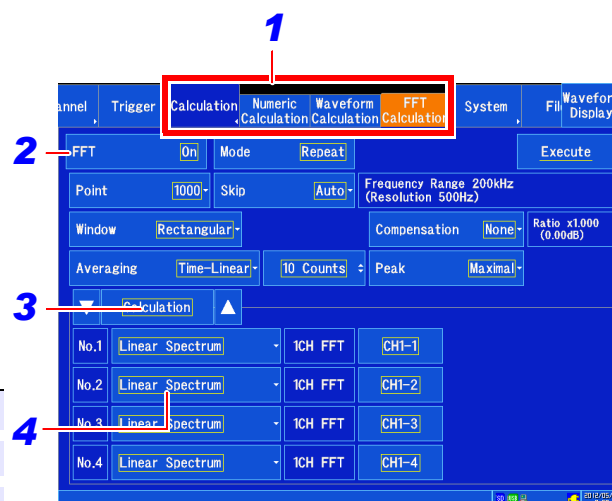 1
nnel Trigger Calculation Numeric Calculation Waveform Calculation FFT Calculation System Fil Waveform Display
2
FFT On Mode Repeat Execute
Point 1000 Skip Auto Frequency Range 200kHz
(Resolution 500Hz)
Window Rectangular Compensation None Ratio x1.000
(0.00dB)
Averaging Time-Linear 10 Counts Peak Maximal
3
Calculation
No.1 Linear Spectrum 1CH FFT CH1-1
No.2 Linear Spectrum 1CH FFT CH1-2
4
No.3 Linear Spectrum 1CH FFT CH1-3
No.4 Linear Spectrum 1CH FFT CH1-4
SD USB